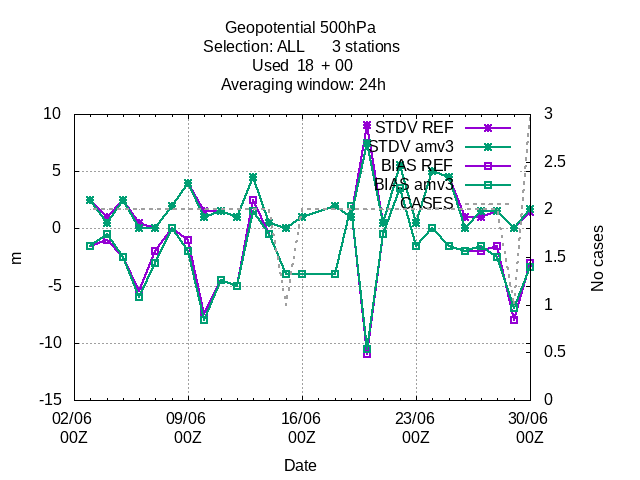 Geopotential 500hPa
Selection: ALL 3 stations
Used 18 + 00
Averaging window: 24h
10
5
0
-5
-10
-15
m
3
2.5
2
1.5
1
0.5
0
No cases
STDV REF
STDV amv3
BIAS REF
BIAS amv3
CASES
02/06 09/06 16/06 23/06 30/06
00Z 00Z 00Z 00Z 00Z
Date